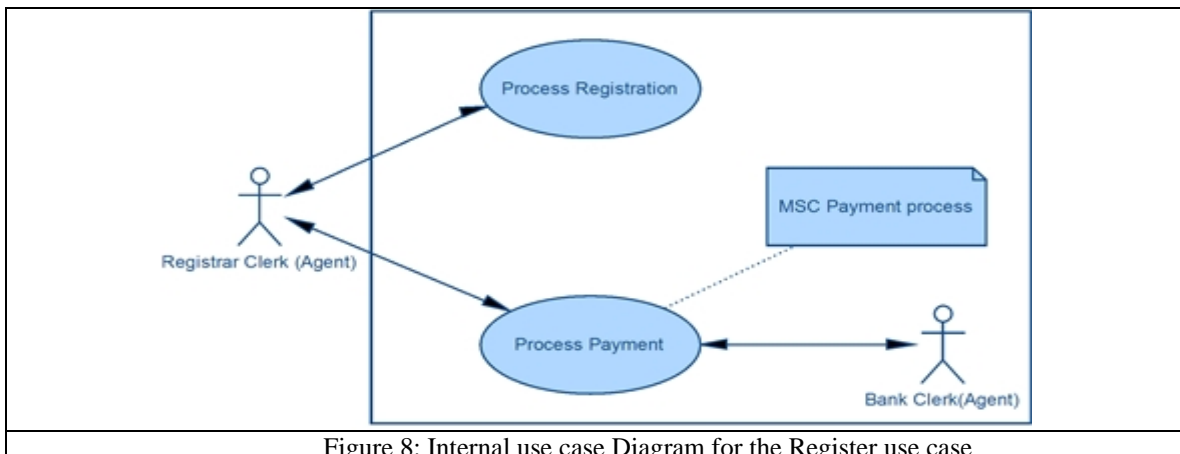 Process Registration
MSC Payment process
Registrar Clerk (Agent)
Process Payment
Bank Clerk(Agent)
Figure 8: Internal use case Diagram for the Register use case